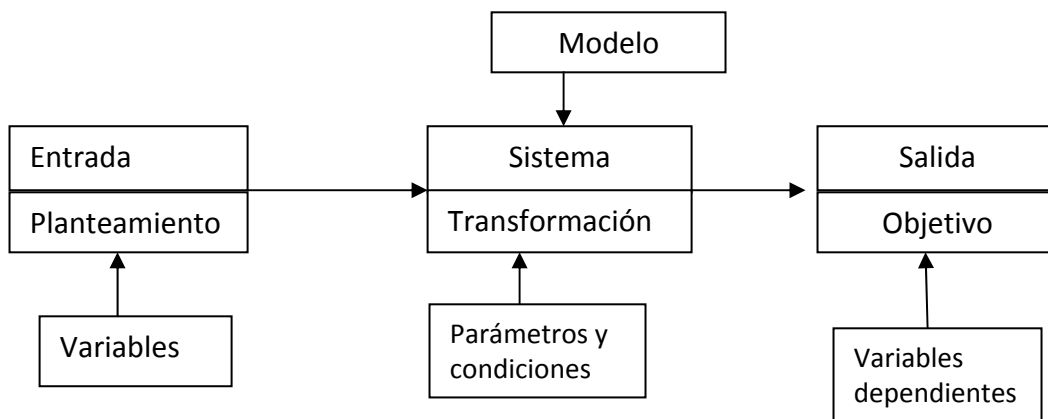 Modelo
Entrada
Sistema
Salida
Planteamiento
Transformación
Objetivo
Variables
Parámetros y
condiciones
Variables
dependientes